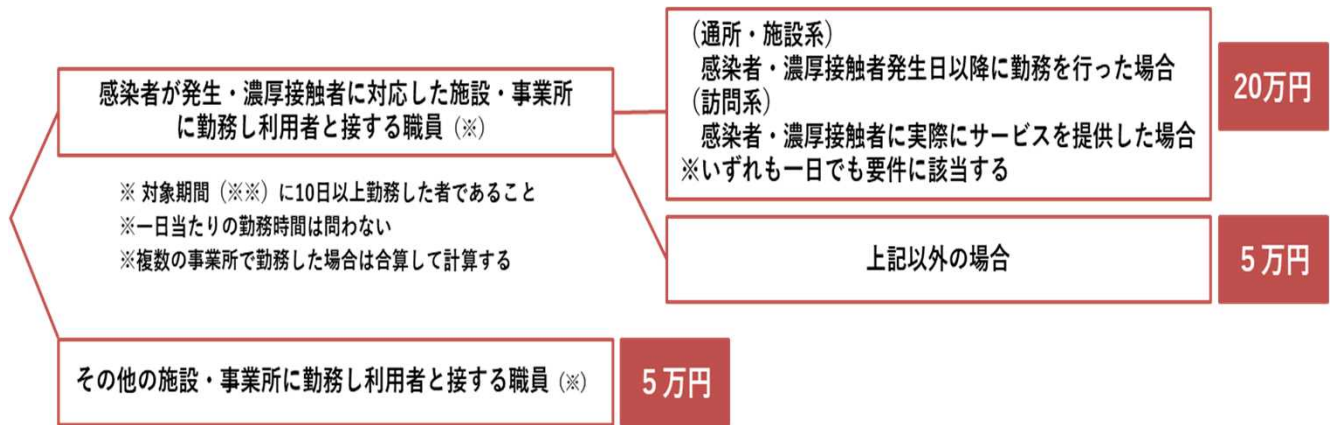 感染者が発生・濃厚接触者に対応した施設・事業所
に勤務し利用者と接する職員（※）
※ 対象期間（※※）に10日以上勤務した者であること
※一日当たりの勤務時間は問わない
※複数の事業所で勤務した場合は合算して計算する
（通所・施設系）
感染者・濃厚接触者発生日以降に勤務を行った場合
（訪問系）
感染者・濃厚接触者に実際にサービスを提供した場合
※いずれも一日でも要件に該当する
20万円
上記以外の場合
５万円
その他の施設・事業所に勤務し利用者と接する職員（※）
５万円